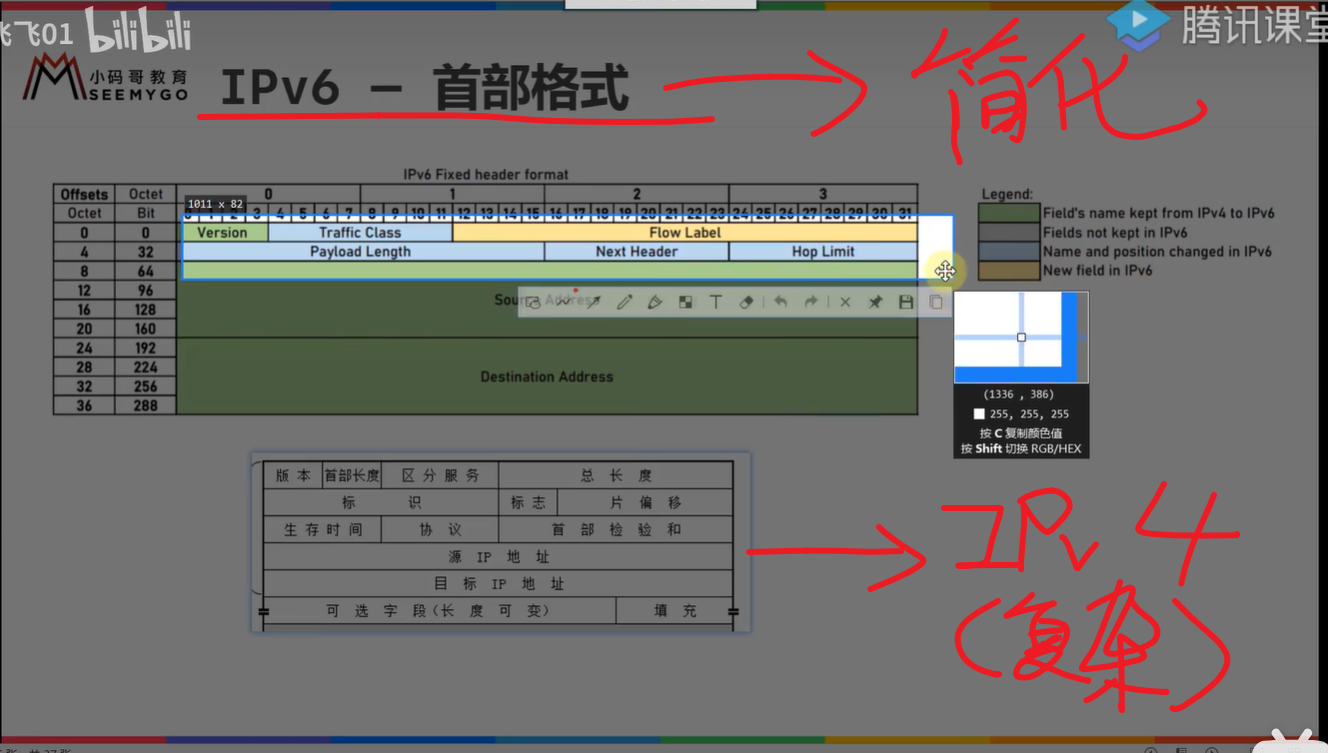 飞01 bilibili
腾讯课堂
小码哥教育
SEEMYGO
IPv6 - 首部格式
简化
IPv6 Fixed header format
Offsets Octet 0 1 2 3
Octet Bit 0 1 2 3 4 5 6 7 8 9 10 11 12 13 14 15 16 17 18 19 20 21 22 23 24 25 26 27 28 29 30 31
1011 x 82
0 0 Version Traffic Class Flow Label
4 32 Payload Length Next Header Hop Limit
8 64
12 96 Source Address
16 128
20 160
24 192
28 224 Destination Address
32 256
36 288
Legend:
Field's name kept from IPv4 to IPv6
Fields not kept in IPv6
Name and position changed in IPv6
New field in IPv6
T
(1336 , 386)
255, 255, 255
按 C 复制颜色值
按 Shift 切换 RGB/HEX
版本 首部长度 区分服务 总长度
标识 标志 片偏移
生存时间 协议 首部检验和
源 IP 地址
目标 IP 地址
可选字段(长度可变) 填充
IPv4
(复杂)